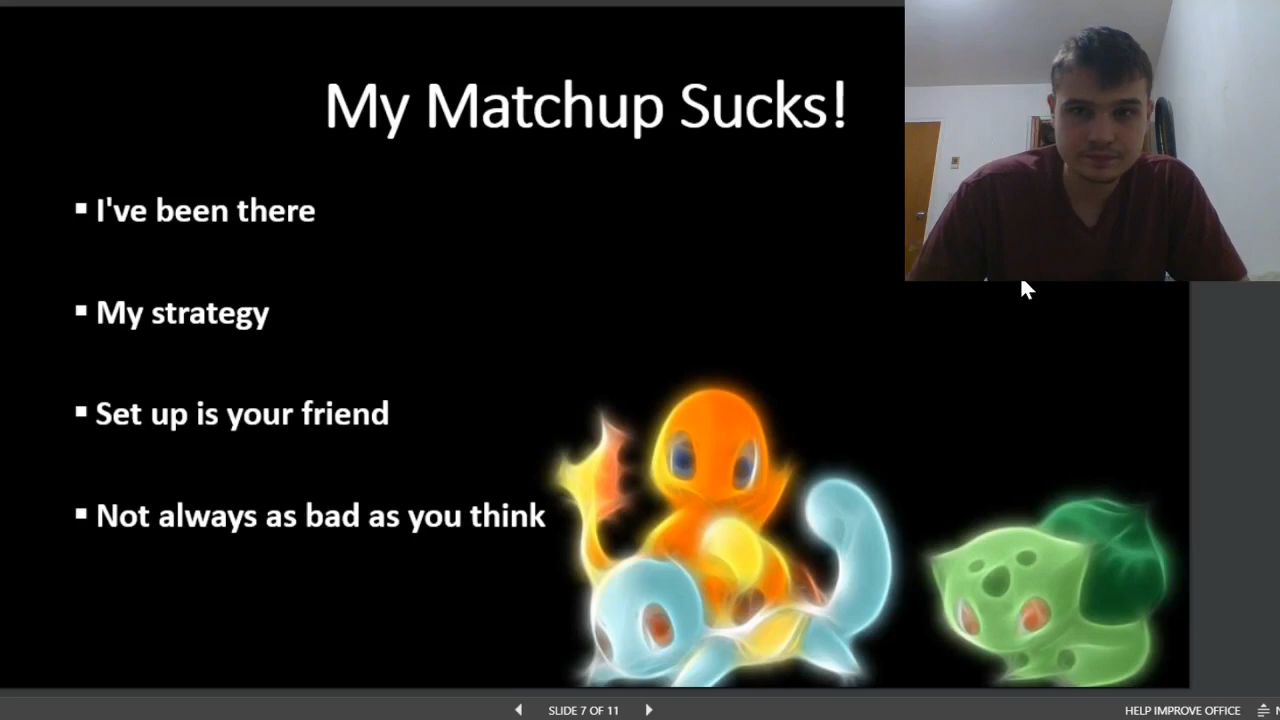 My Matchup Sucks!
I've been there
My strategy
Set up is your friend
Not always as bad as you think
SLIDE 7 OF 11
HELP IMPROVE OFFICE